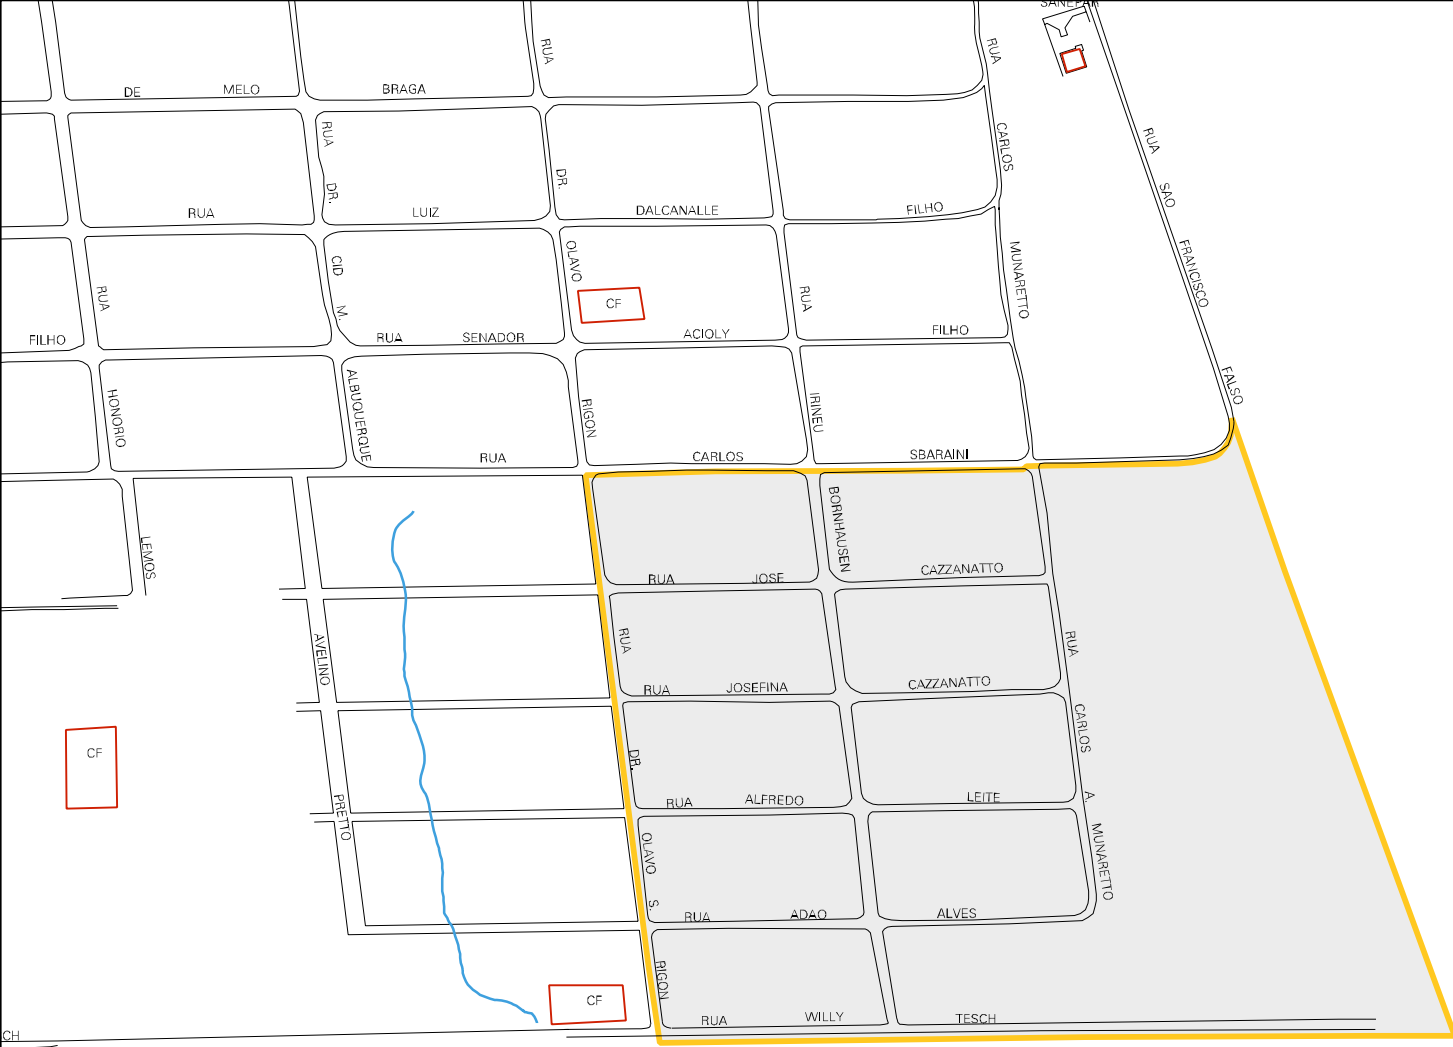 SANEPAR
RUA
RUA
DE MELO BRAGA
RUA
DR.
CARLOS
RUA
DR.
RUA LUIZ DALCANALLE FILHO
SAO
CID
M.
OLAVO
MUNARETTO
FRANCISCO
RUA
RUA
CF
FILHO
RUA SENADOR ACIOLY FILHO
HONORIO
ALBUQUERQUE
RIGON
IRINEU
FALSO
RUA CARLOS SBARAINI
LEMOS
BORNHAUSEN
RUA JOSE CAZZANATTO
AVELINO
RUA
RUA
RUA JOSEFINA CAZZANATTO
CF
DR.
CARLOS
PRETTO
RUA ALFREDO LEITE
A.
OLAVO
MUNARETTO
S.
RUA ADAO ALVES
RIGON
CF
RUA WILLY TESCH
CH